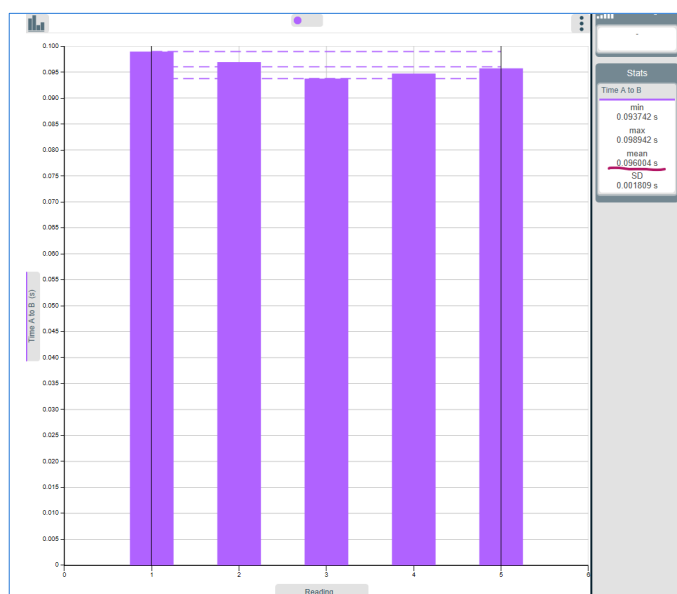 0.100
0.095
0.090
0.085
0.080
0.075
0.070
0.065
0.060
0.055
0.050
0.045
0.040
0.035
0.030
0.025
0.020
0.015
0.010
0.005
0
Time A to B (s)
0 1 2 3 4 5 6
Reading
-
Stats
Time A to B
min
0.093742 s
max
0.098942 s
mean
0.096004 s
SD
0.001809 s